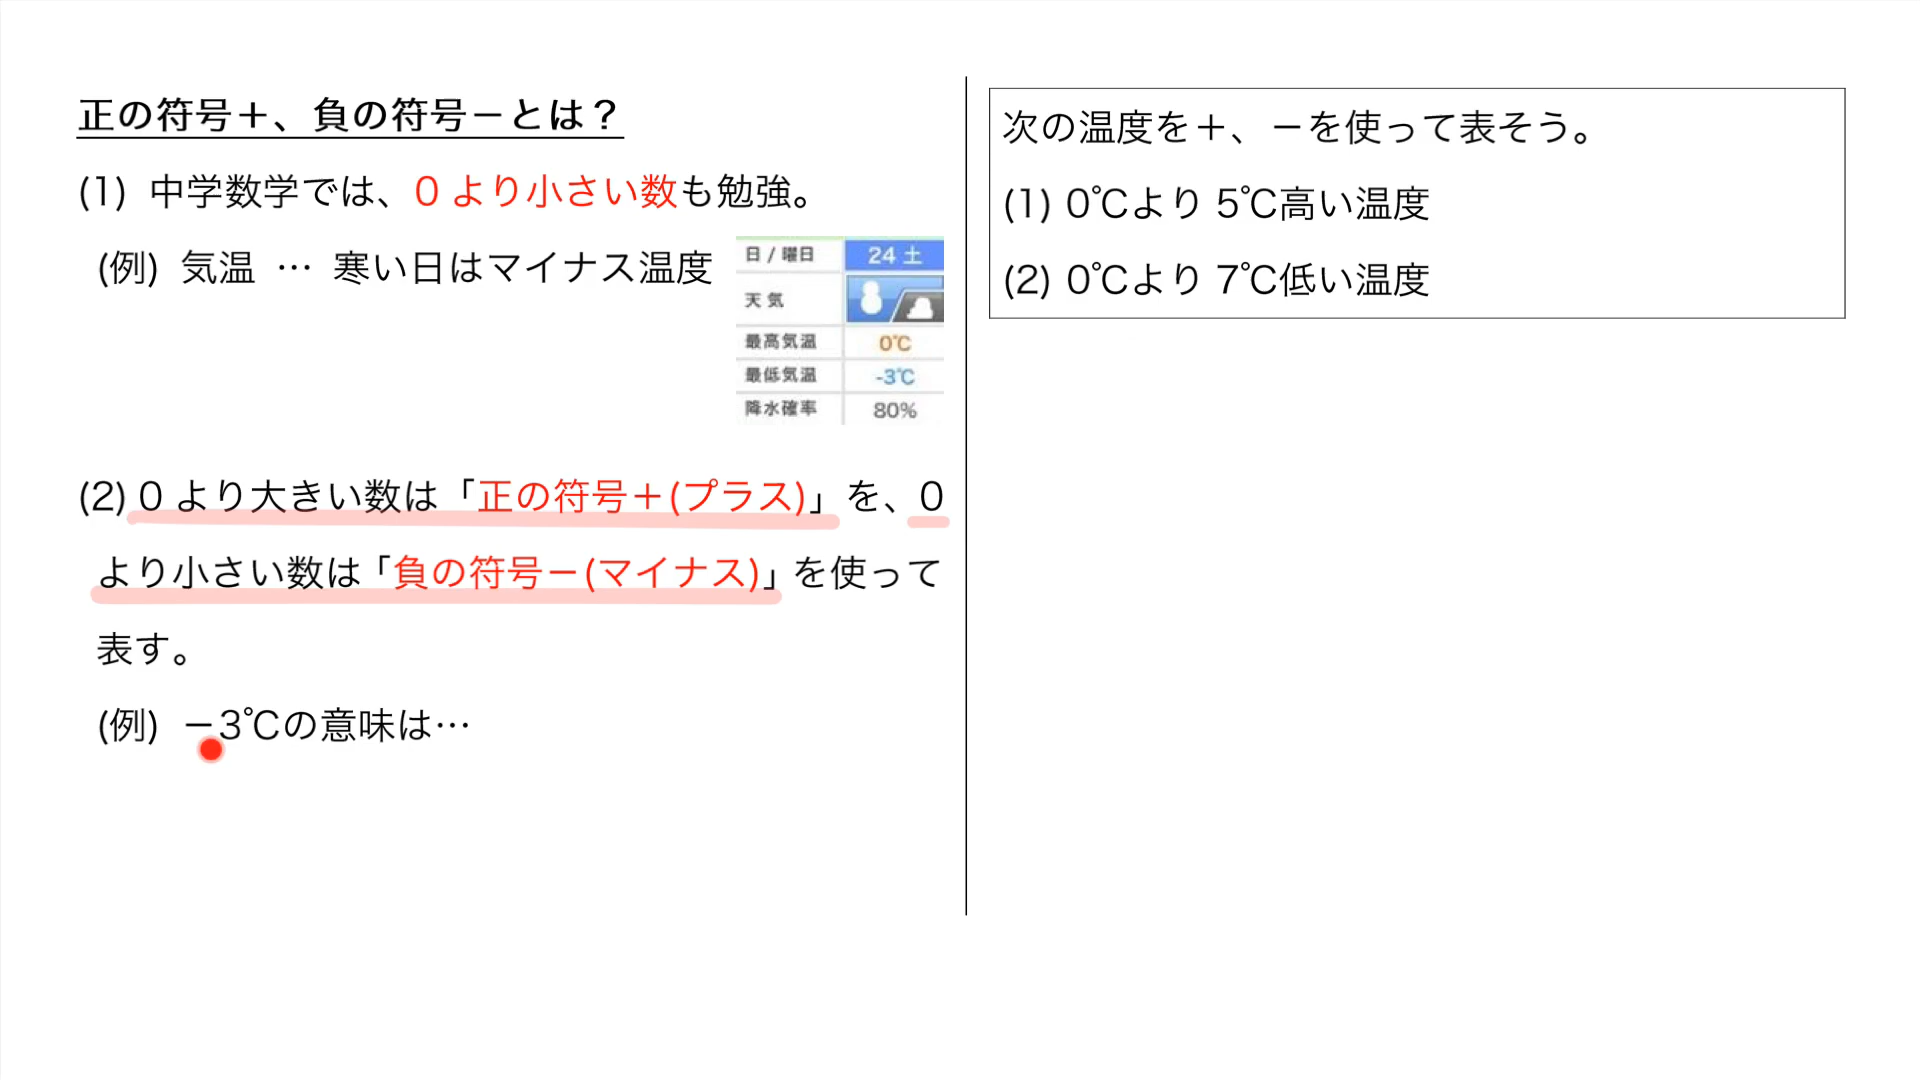 正の符号＋、負の符号－とは？
(1) 中学数学では、0 より小さい数も勉強。
(例) 気温 … 寒い日はマイナス温度
日 / 曜日 24 土
天気
最高気温 0℃
最低気温 -3℃
降水確率 80%
(2) 0 より大きい数は「正の符号＋(プラス)」を、0
より小さい数は「負の符号－(マイナス)」を使って
表す。
(例) －3℃の意味は…
次の温度を＋、－を使って表そう。
(1) 0℃より 5℃高い温度
(2) 0℃より 7℃低い温度